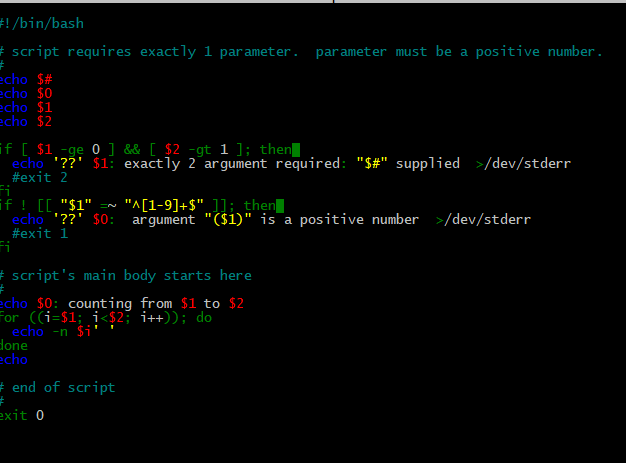 #!/bin/bash
# script requires exactly 1 parameter.  parameter must be a positive number.
#
echo $#
echo $0
echo $1
echo $2
if [ $1 -ge 0 ] && [ $2 -gt 1 ]; then
  echo '??' $1: exactly 2 argument required: "$#" supplied  >/dev/stderr
  #exit 2
fi
if ! [[ "$1" =~ "^[1-9]+$" ]]; then
  echo '??' $0:  argument "($1)" is a positive number  >/dev/stderr
  #exit 1
fi
# script's main body starts here
#
echo $0: counting from $1 to $2
for ((i=$1; i<$2; i++)); do
  echo -n $i' '
done
echo
# end of script
#
exit 0